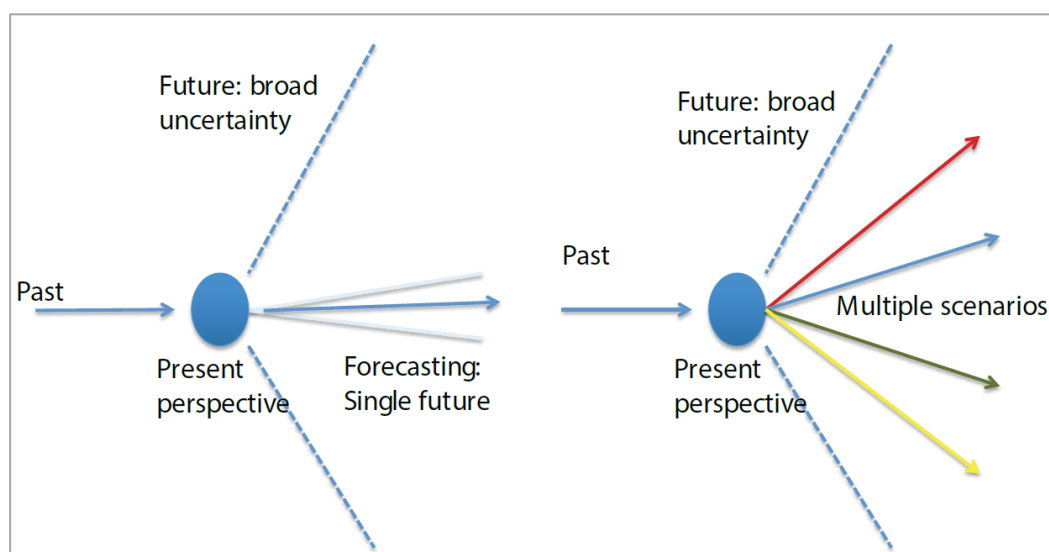 Future: broad
uncertainty
Past
Present
perspective
Forecasting:
Single future
Future: broad
uncertainty
Past
Multiple scenarios
Present
perspective